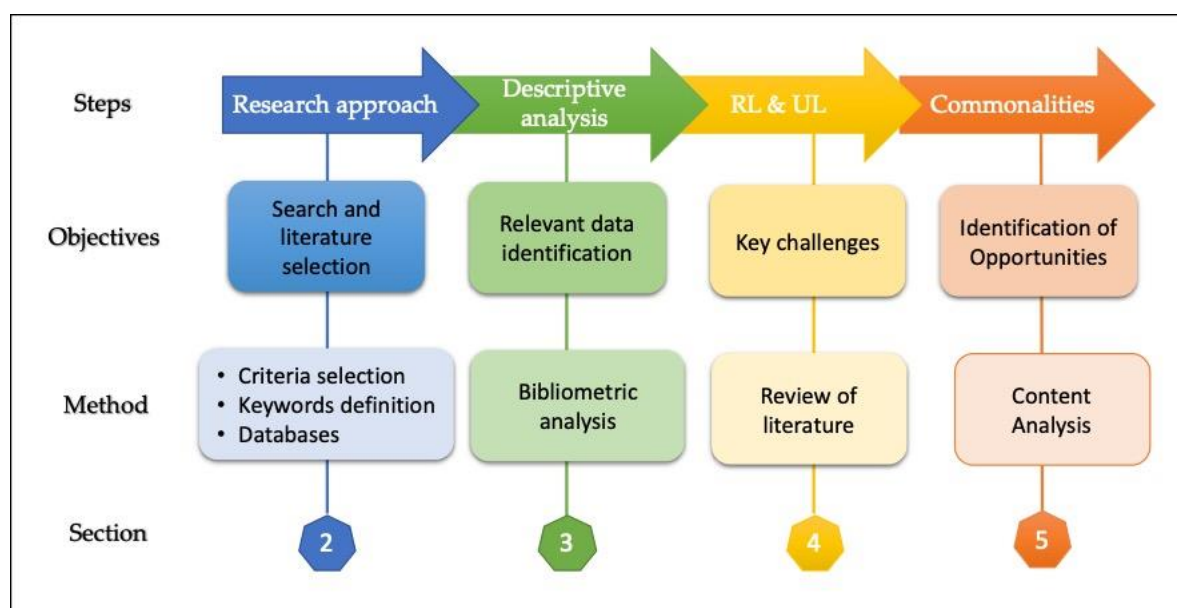 Steps
Research approach
Descriptive
analysis
RL & UL
Commonalities
Objectives
Search and
literature
selection
Relevant data
identification
Key challenges
Identification of
Opportunities
Method
• Criteria selection
• Keywords definition
• Databases
Bibliometric
analysis
Review of
literature
Content
Analysis
Section
2
3
4
5